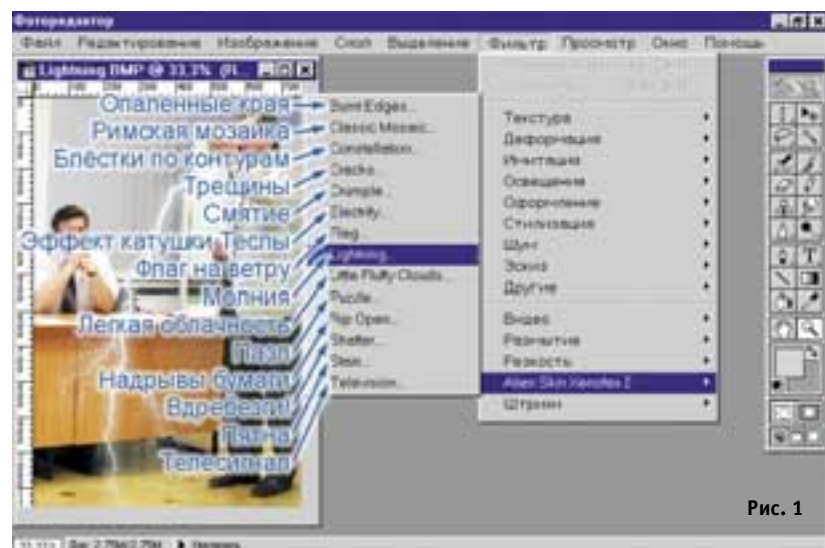 Фоторедактор
Файл Редактирование Изображение Слой Выделение Фильтр Просмотр Окно Помощь
Lightning.BMP @ 33,3%
Опаленные края Burnt Edges...
Римская мозаика Classic Mosaic...
Блёстки по контурам Constellation...
Трещины Cracks...
Смятие Crumple...
Эффект катушки Теслы Electrify...
Флаг на ветру Flag...
Молния Lightning...
Легкая облачность Little Fluffy Clouds...
Пазл Puzzle...
Надрывы бумаги Rip Open...
Вдребезги! Shatter...
Пятна Stain...
Телесигнал Television...
Текстура
Деформация
Имитация
Освещение
Оформление
Стилизация
Шум
Эскиз
Другие
Видео
Размытие
Резкость
Alien Skin Xenofex 1
Штрихи
Рис. 1